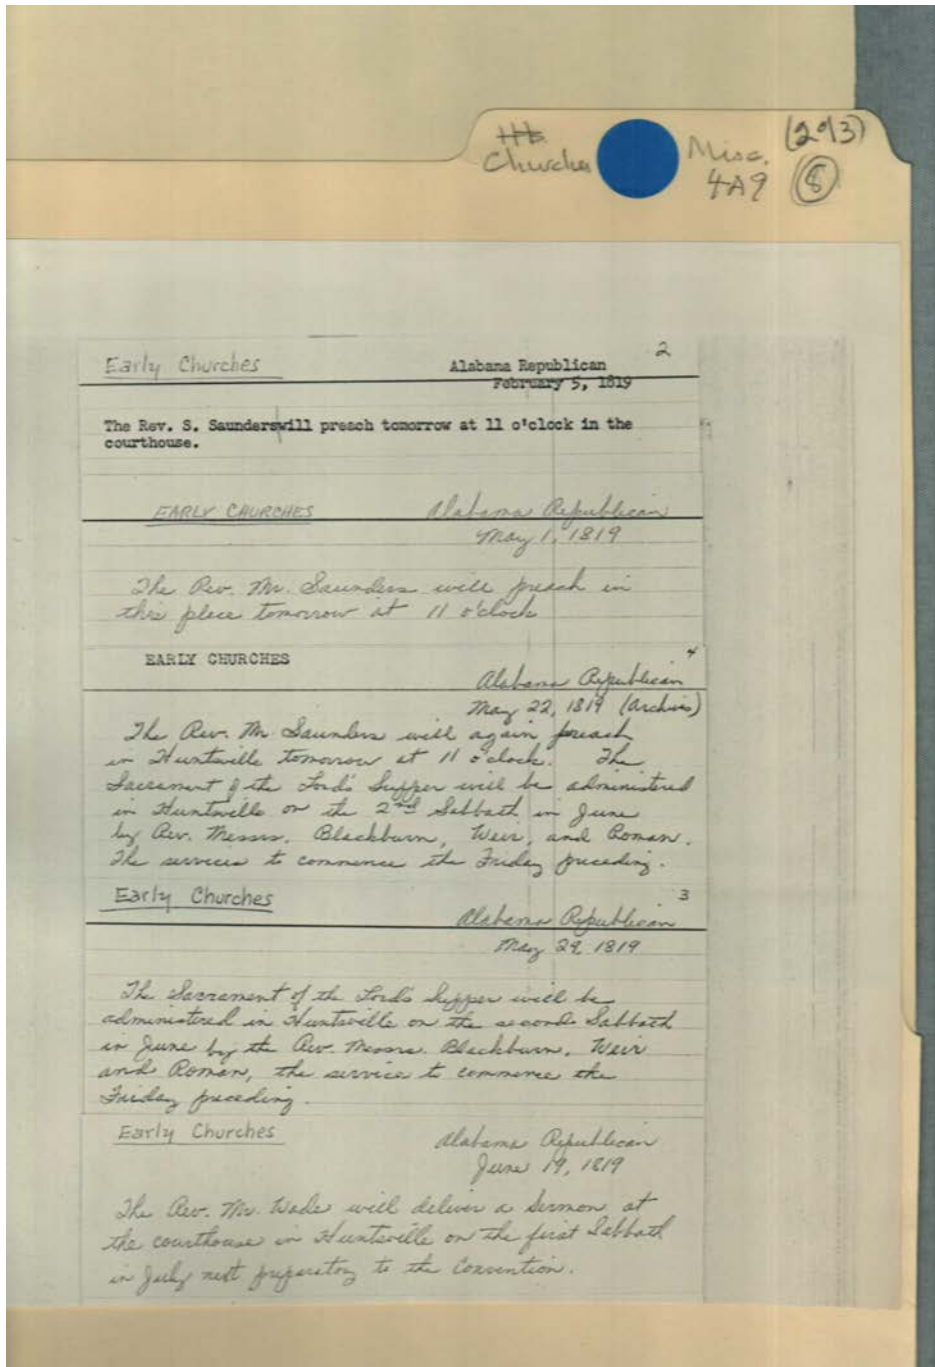 Hb
Churches
Misc.
4A9
(293)
8
2
Early Churches
Alabama Republican
February 5, 1819
The Rev. S. Saunderswill preach tomorrow at 11 o'clock in the
courthouse.
EARLY CHURCHES
Alabama Republican
May 1, 1819
The Rev. Mr. Saunders will preach in
this place tomorrow at 11 o'clock
4
EARLY CHURCHES
Alabama Republican
May 22, 1819 (Archives)
The Rev. Mr. Saunders will again preach
in Huntsville tomorrow at 11 o'clock. The
Sacrament of the Lord's Supper will be administered
in Huntsville on the 2nd Sabbath in June
by Rev. Messrs. Blackburn, Weir, and Roman.
The services to commence the Friday preceding.
3
Early Churches
Alabama Republican
May 29, 1819
The Sacrament of the Lord's Supper will be
administered in Huntsville on the second Sabbath
in June by the Rev. Messrs. Blackburn, Weir
and Roman, the service to commence the
Friday preceding.
Early Churches
Alabama Republican
June 19, 1819
The Rev. Mr. Wade will deliver a sermon at
the courthouse in Huntsville on the first Sabbath
in July next preparatory to the Convention.